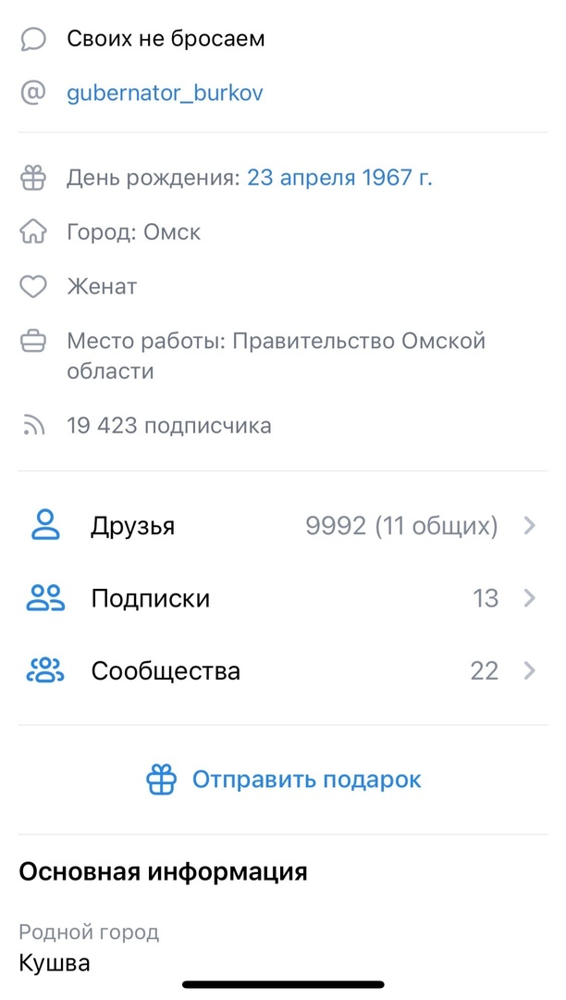 Своих не бросаем
@ gubernator_burkov
День рождения: 23 апреля 1967 г.
Город: Омск
Женат
Место работы: Правительство Омской
области
19 423 подписчика
Друзья 9992 (11 общих)
Подписки 13
Сообщества 22
Отправить подарок
Основная информация
Родной город
Кушва